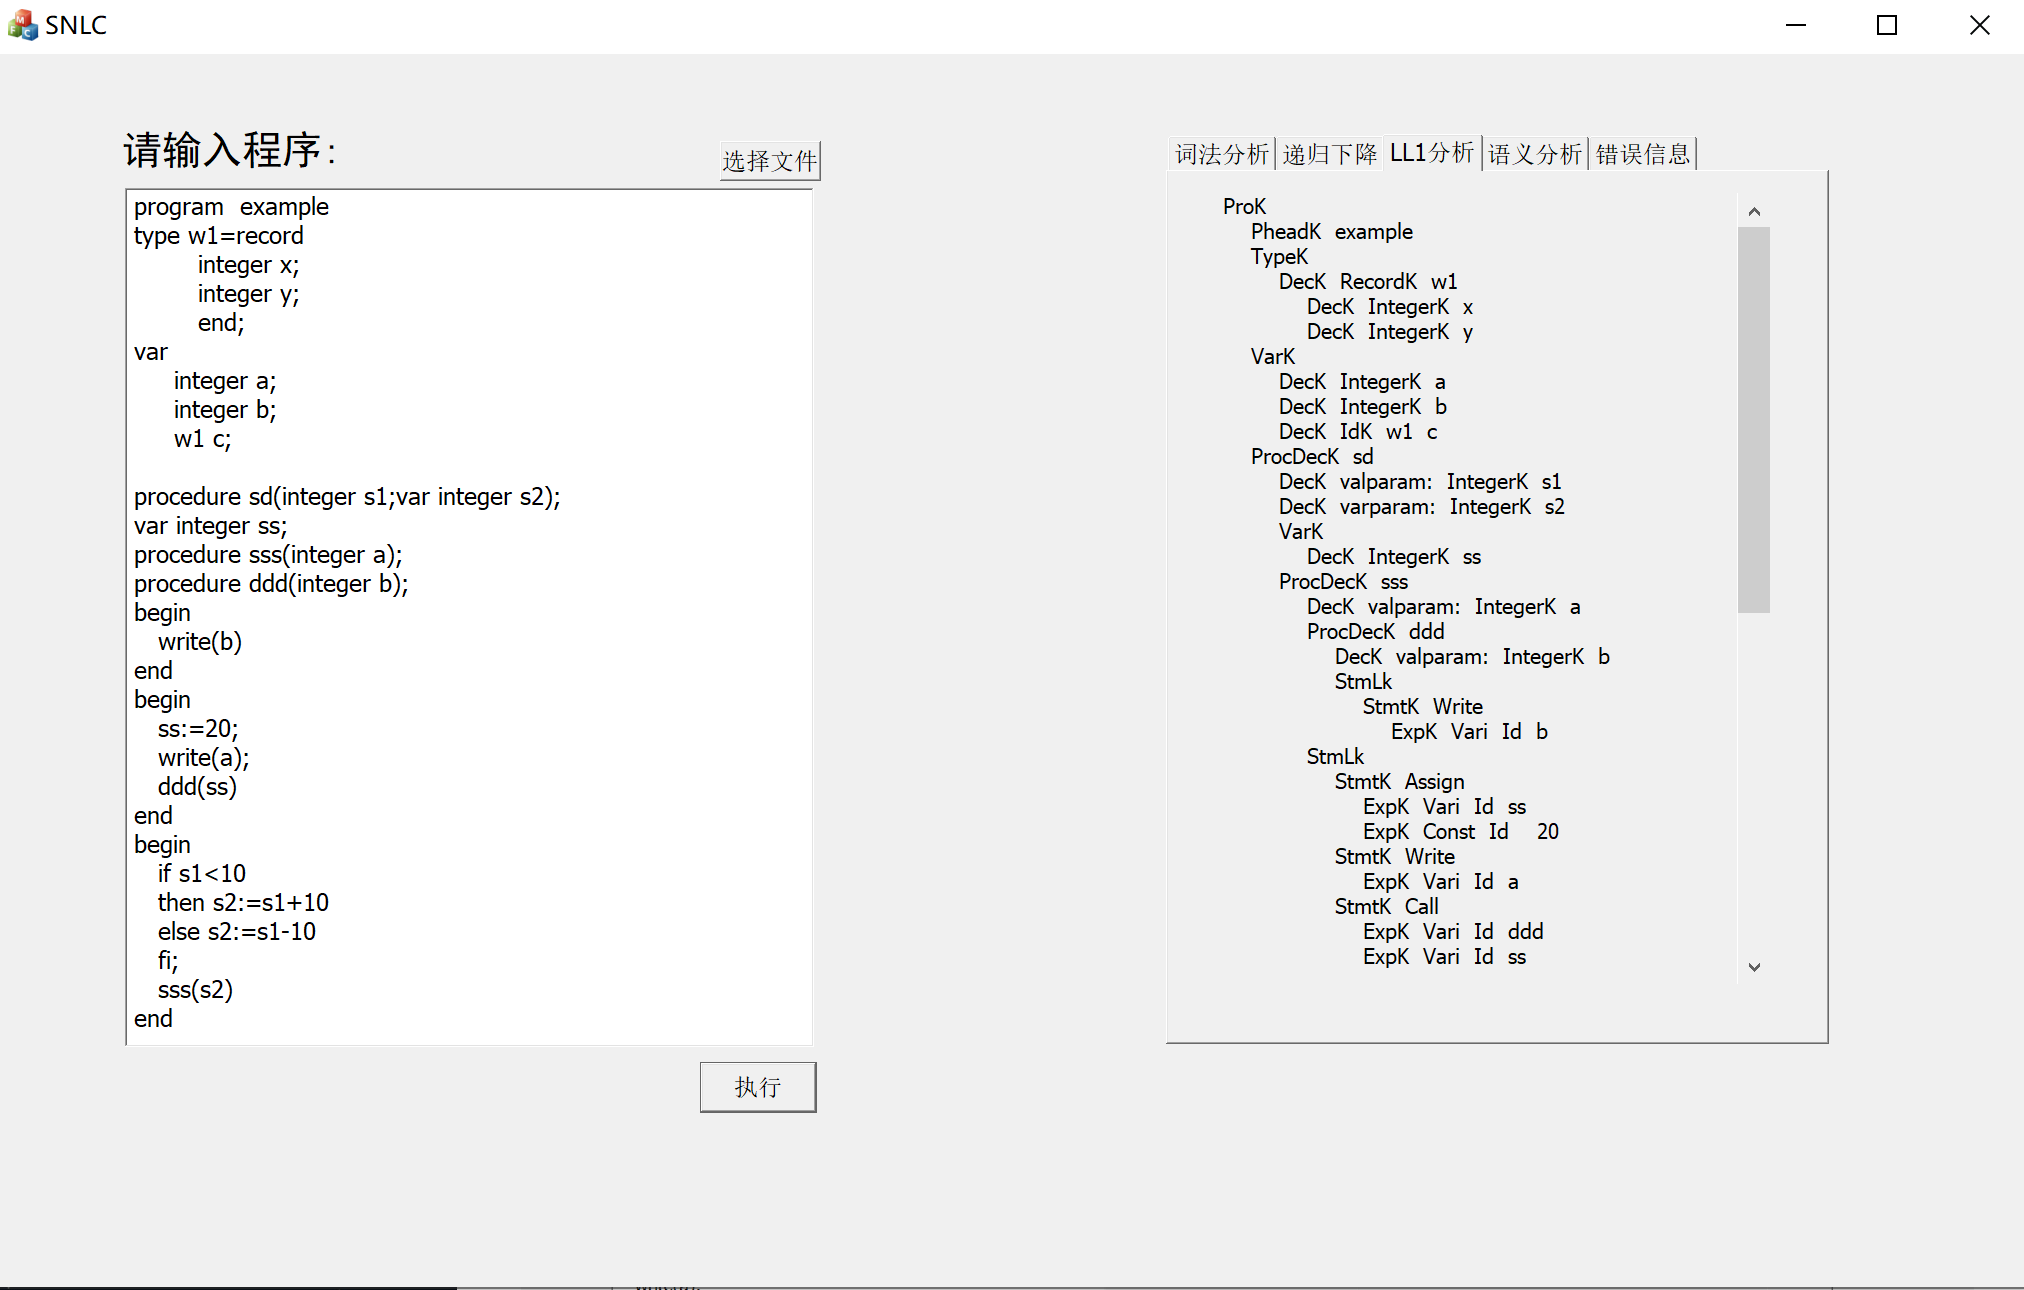 SNLC
请输入程序:
选择文件
program  example
type w1=record
integer x;
integer y;
end;
var
integer a;
integer b;
w1 c;
procedure sd(integer s1;var integer s2);
var integer ss;
procedure sss(integer a);
procedure ddd(integer b);
begin
write(b)
end
begin
ss:=20;
write(a);
ddd(ss)
end
begin
if s1<10
then s2:=s1+10
else s2:=s1-10
fi;
sss(s2)
end
执行
词法分析 递归下降 LL1分析 语义分析 错误信息
ProK
PheadK  example
TypeK
DecK  RecordK  w1
DecK  IntegerK  x
DecK  IntegerK  y
VarK
DecK  IntegerK  a
DecK  IntegerK  b
DecK  IdK  w1  c
ProcDecK  sd
DecK  valparam:  IntegerK  s1
DecK  varparam:  IntegerK  s2
VarK
DecK  IntegerK  ss
ProcDecK  sss
DecK  valparam:  IntegerK  a
ProcDecK  ddd
DecK  valparam:  IntegerK  b
StmLk
StmtK  Write
ExpK  Vari  Id  b
StmLk
StmtK  Assign
ExpK  Vari  Id  ss
ExpK  Const  Id    20
StmtK  Write
ExpK  Vari  Id  a
StmtK  Call
ExpK  Vari  Id  ddd
ExpK  Vari  Id  ss